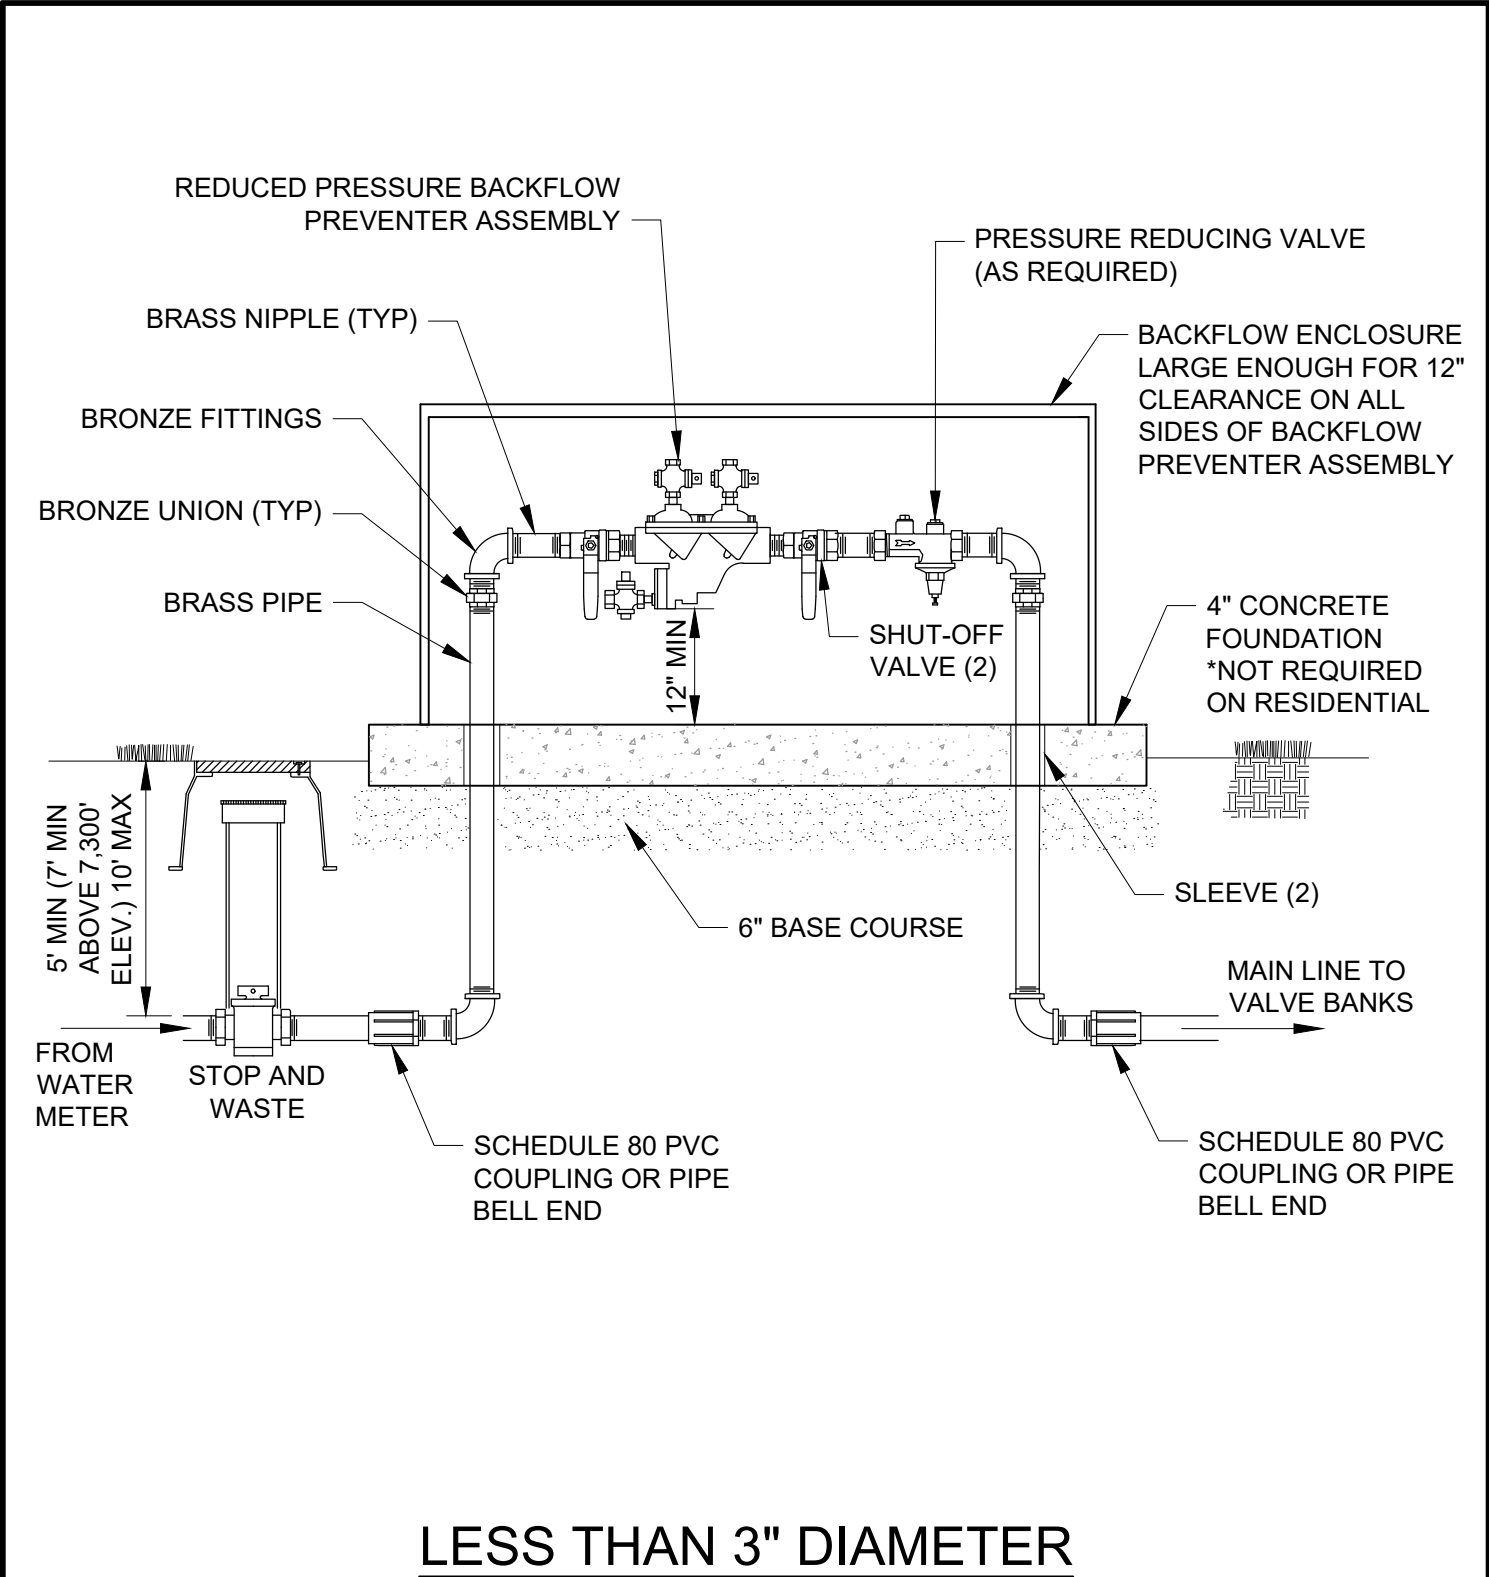 REDUCED PRESSURE BACKFLOW
PREVENTER ASSEMBLY
PRESSURE REDUCING VALVE
(AS REQUIRED)
BRASS NIPPLE (TYP)
BACKFLOW ENCLOSURE
LARGE ENOUGH FOR 12"
CLEARANCE ON ALL
SIDES OF BACKFLOW
PREVENTER ASSEMBLY
BRONZE FITTINGS
BRONZE UNION (TYP)
BRASS PIPE
12" MIN
SHUT-OFF
VALVE (2)
4" CONCRETE
FOUNDATION
*NOT REQUIRED
ON RESIDENTIAL
5' MIN (7' MIN
ABOVE 7,300'
ELEV.) 10' MAX
6" BASE COURSE
SLEEVE (2)
MAIN LINE TO
VALVE BANKS
FROM
WATER
METER
STOP AND
WASTE
SCHEDULE 80 PVC
COUPLING OR PIPE
BELL END
SCHEDULE 80 PVC
COUPLING OR PIPE
BELL END
LESS THAN 3" DIAMETER